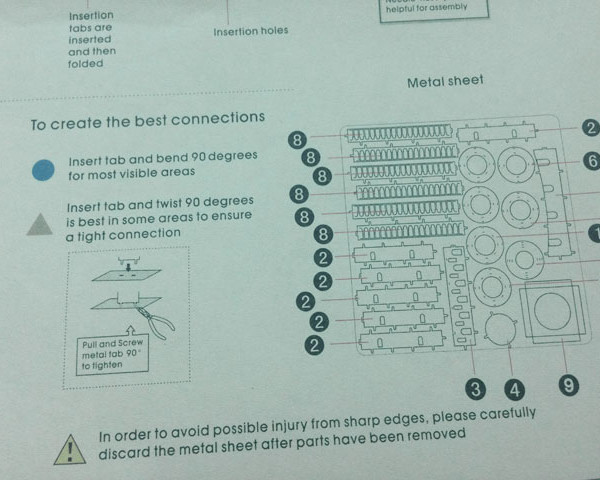 Insertion
tabs are
inserted
and then
folded
Insertion holes
helpful for assembly
Metal sheet
To create the best connections
Insert tab and bend 90 degrees
for most visible areas
Insert tab and twist 90 degrees
is best in some areas to ensure
a tight connection
Pull and Screw
metal tab 90°
to tighten
8
8
8
8
8
8
2
2
2
2
2
2
6
1
3
4
9
In order to avoid possible injury from sharp edges, please carefully
discard the metal sheet after parts have been removed